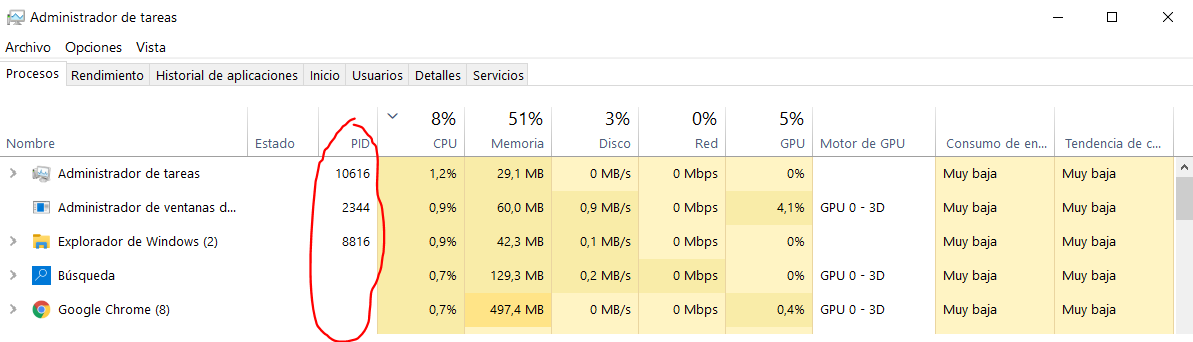 Administrador de tareas
Archivo Opciones Vista
Procesos Rendimiento Historial de aplicaciones Inicio Usuarios Detalles Servicios
8% 51% 3% 0% 5%
Nombre Estado PID CPU Memoria Disco Red GPU Motor de GPU Consumo de en... Tendencia de c...
Administrador de tareas 10616 1,2% 29,1 MB 0 MB/s 0 Mbps 0% Muy baja Muy baja
Administrador de ventanas d... 2344 0,9% 60,0 MB 0,9 MB/s 0 Mbps 4,1% GPU 0 - 3D Muy baja Muy baja
Explorador de Windows (2) 8816 0,9% 42,3 MB 0,1 MB/s 0 Mbps 0% Muy baja Muy baja
Búsqueda 0,7% 129,3 MB 0,2 MB/s 0 Mbps 0% GPU 0 - 3D Muy baja Muy baja
Google Chrome (8) 0,7% 497,4 MB 0 MB/s 0 Mbps 0,4% GPU 0 - 3D Muy baja Muy baja